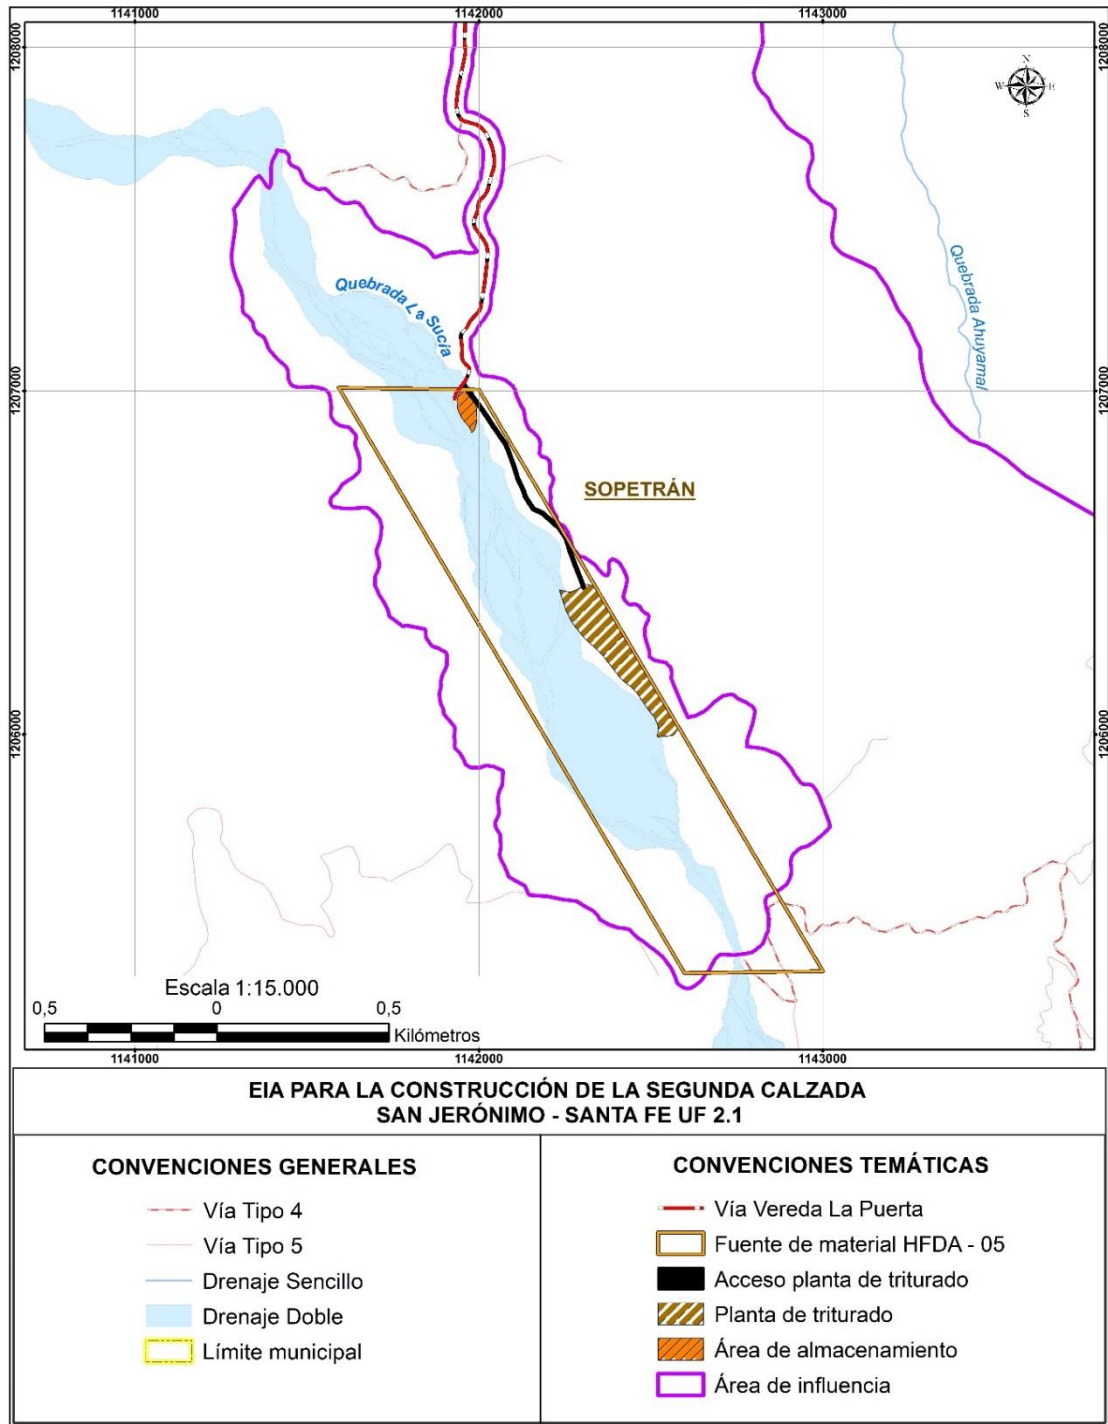 1141000 1142000 1143000
1208000 1208000
N
W E
S
Quebrada La Sucia
Quebrada Ahuyamal
1207000 1207000
SOPETRÁN
1206000 1206000
Escala 1:15.000
0,5 0 0,5
Kilómetros
1141000 1142000 1143000
EIA PARA LA CONSTRUCCIÓN DE LA SEGUNDA CALZADA
SAN JERÓNIMO - SANTA FE UF 2.1
CONVENCIONES GENERALES
Vía Tipo 4
Vía Tipo 5
Drenaje Sencillo
Drenaje Doble
Límite municipal
CONVENCIONES TEMÁTICAS
Vía Vereda La Puerta
Fuente de material HFDA - 05
Acceso planta de triturado
Planta de triturado
Área de almacenamiento
Área de influencia